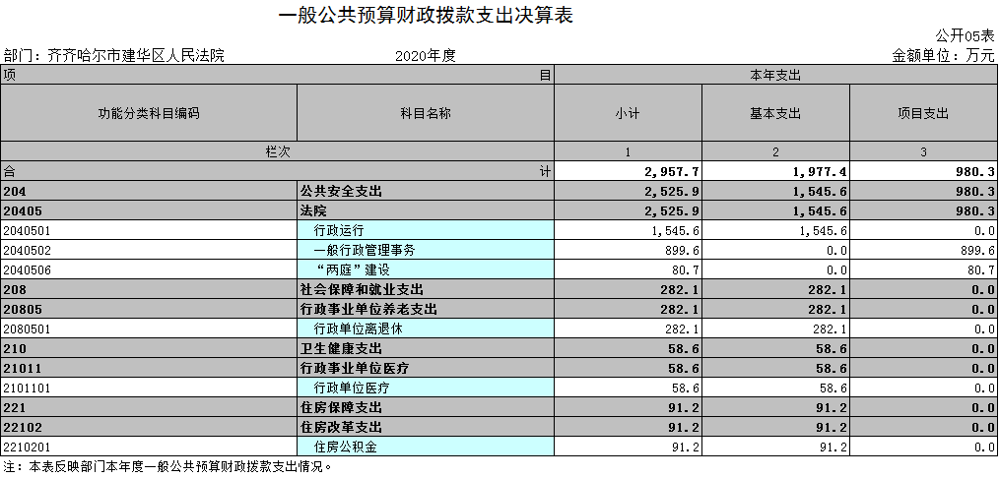 一般公共预算财政拨款支出决算表
公开05表
部门：齐齐哈尔市建华区人民法院 2020年度 金额单位：万元
项 目 本年支出
功能分类科目编码 科目名称 小计 基本支出 项目支出
栏次 1 2 3
合 计 2,957.7 1,977.4 980.3
204 公共安全支出 2,525.9 1,545.6 980.3
20405 法院 2,525.9 1,545.6 980.3
2040501 行政运行 1,545.6 1,545.6 0.0
2040502 一般行政管理事务 899.6 0.0 899.6
2040506 “两庭”建设 80.7 0.0 80.7
208 社会保障和就业支出 282.1 282.1 0.0
20805 行政事业单位养老支出 282.1 282.1 0.0
2080501 行政单位离退休 282.1 282.1 0.0
210 卫生健康支出 58.6 58.6 0.0
21011 行政事业单位医疗 58.6 58.6 0.0
2101101 行政单位医疗 58.6 58.6 0.0
221 住房保障支出 91.2 91.2 0.0
22102 住房改革支出 91.2 91.2 0.0
2210201 住房公积金 91.2 91.2 0.0
注：本表反映部门本年度一般公共预算财政拨款支出情况。